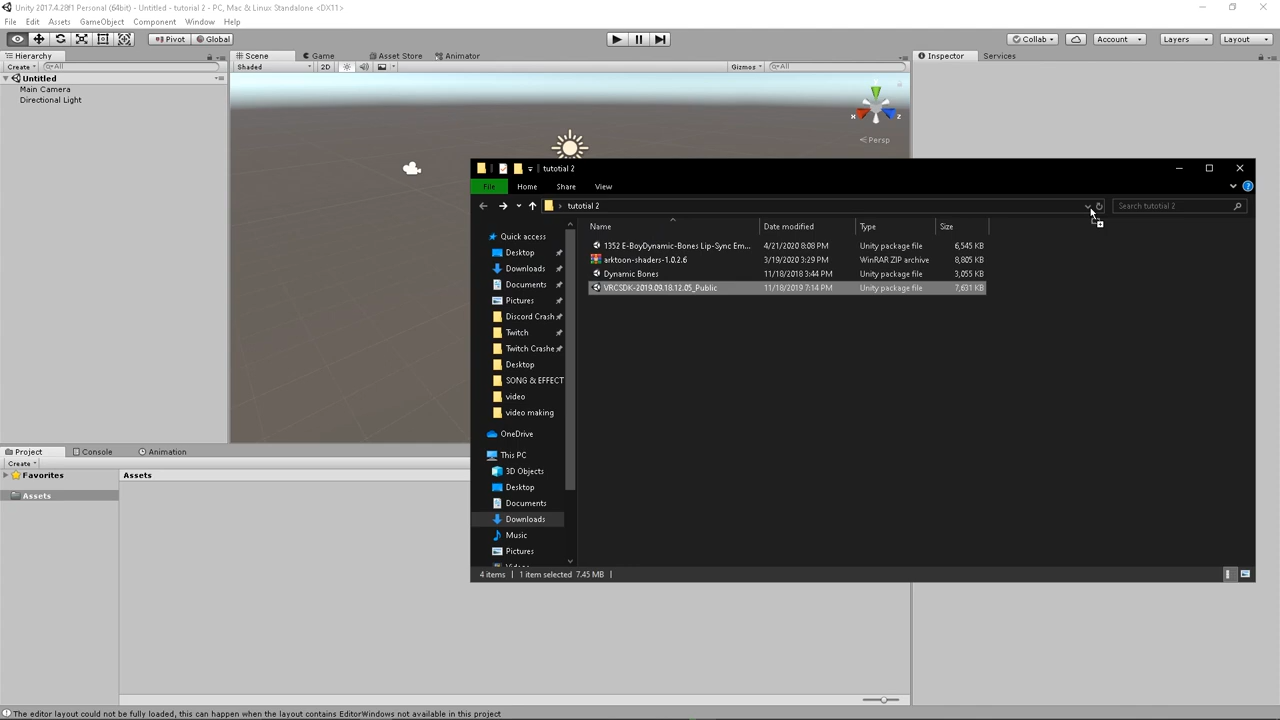 Unity 2017.4.28f1 Personal (64bit) - Untitled - tutorial 2 - PC, Mac & Linux Standalone <DX11>
File Edit Assets GameObject Component Window Help
Pivot Global Collab Account Layers Layout
Hierarchy Scene Game Asset Store Animator Inspector Services
Create All Shaded 2D Gizmos All
Untitled
Main Camera
Directional Light
X Z
Persp
tutotial 2
File Home Share View
tutotial 2 Search tutotial 2
Name Date modified Type Size
Quick access
Desktop
Downloads
Documents
Pictures
Discord Crash
Twitch
Twitch Crashe
Desktop
SONG & EFFECT
video
video making
OneDrive
This PC
3D Objects
Desktop
Documents
Downloads
Music
Pictures
1352 E-BoyDynamic-Bones Lip-Sync Em... 4/21/2020 8:08 PM Unity package file 6,545 KB
arktoon-shaders-1.0.2.6 3/19/2020 3:29 PM WinRAR ZIP archive 8,805 KB
Dynamic Bones 11/18/2018 3:44 PM Unity package file 3,055 KB
VRCSDK-2019.09.18.12.05_Public 11/18/2019 7:14 PM Unity package file 7,631 KB
4 items 1 item selected 7.45 MB
Project Console Animation
Create
Favorites Assets
Assets
The editor layout could not be fully loaded, this can happen when the layout contains EditorWindows not available in this project